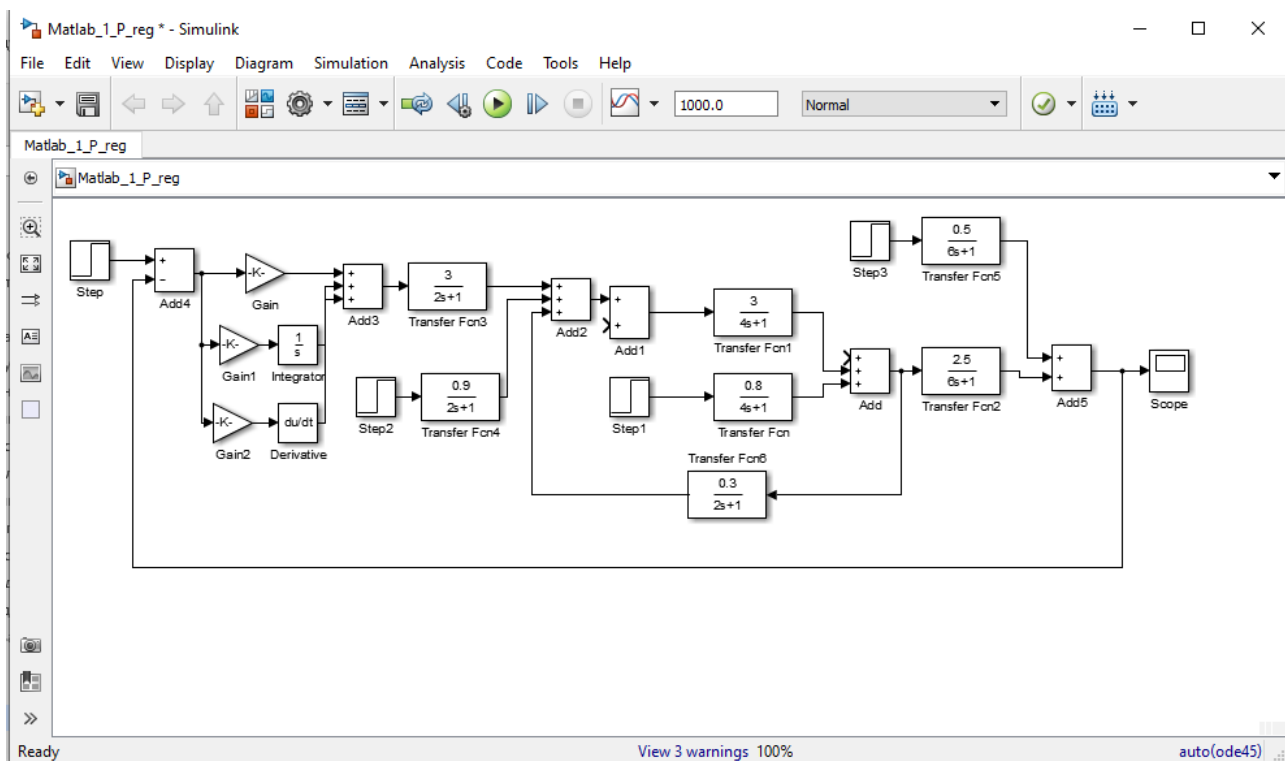 Matlab_1_P_reg * - Simulink
File Edit View Display Diagram Simulation Analysis Code Tools Help
1000.0 Normal
Matlab_1_P_reg
Matlab_1_P_reg
Step
+
−
Add4
-K-
Gain
-K-
Gain1
1
s
Integrator
-K-
Gain2
du/dt
Derivative
+
+
+
Add3
3
2s+1
Transfer Fcn3
Step2
0.9
2s+1
Transfer Fcn4
+
+
+
Add2
+
+
Add1
3
4s+1
Transfer Fcn1
Step1
0.8
4s+1
Transfer Fcn
Transfer Fcn6
0.3
2s+1
+
+
+
Add
Step3
0.5
6s+1
Transfer Fcn5
2.5
6s+1
Transfer Fcn2
+
+
Add5
Scope
Ready View 3 warnings 100% auto(ode45)